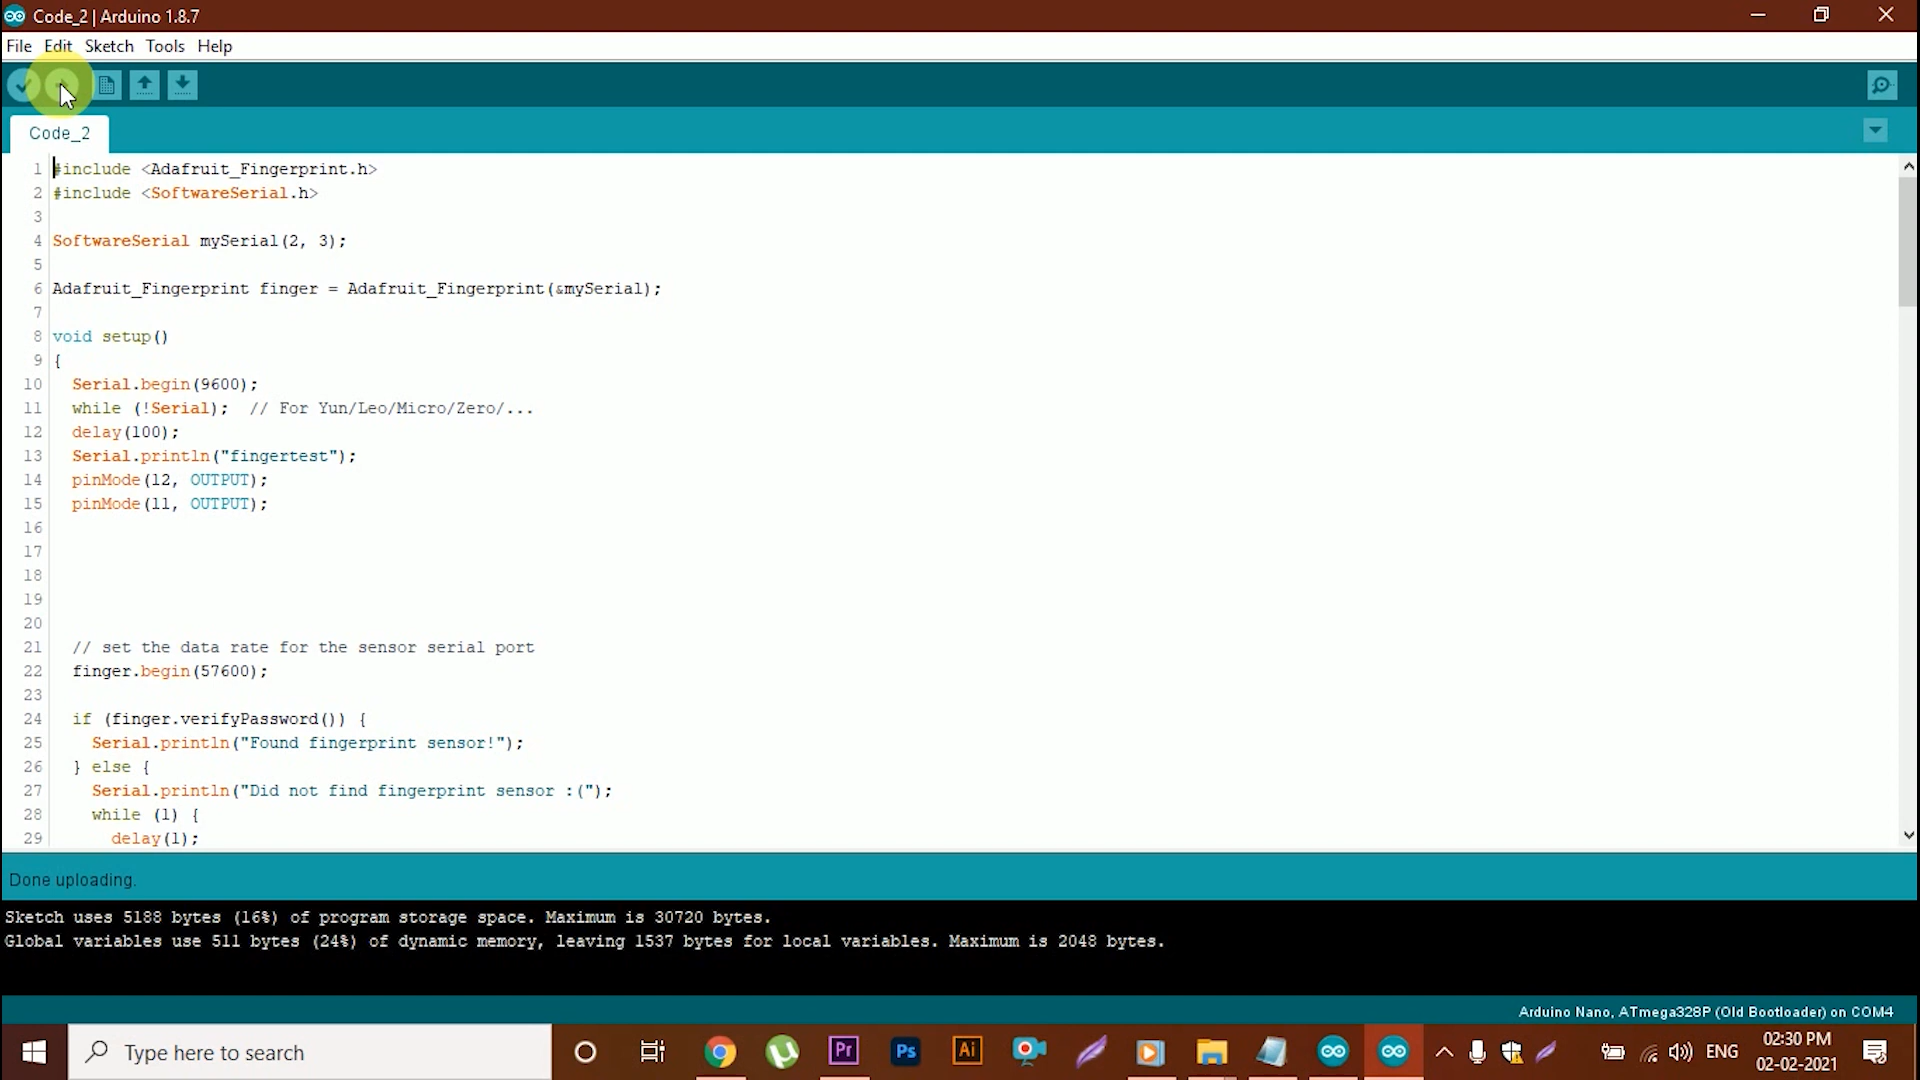 Code_2 | Arduino 1.8.7
File Edit Sketch Tools Help
Code_2
1 #include <Adafruit_Fingerprint.h>
2 #include <SoftwareSerial.h>
3
4 SoftwareSerial mySerial(2, 3);
5
6 Adafruit_Fingerprint finger = Adafruit_Fingerprint(&mySerial);
7
8 void setup()
9 {
10 Serial.begin(9600);
11 while (!Serial); // For Yun/Leo/Micro/Zero/...
12 delay(100);
13 Serial.println("fingertest");
14 pinMode(12, OUTPUT);
15 pinMode(11, OUTPUT);
16
17
18
19
20
21 // set the data rate for the sensor serial port
22 finger.begin(57600);
23
24 if (finger.verifyPassword()) {
25 Serial.println("Found fingerprint sensor!");
26 } else {
27 Serial.println("Did not find fingerprint sensor :(");
28 while (1) {
29 delay(1);
Done uploading.
Sketch uses 5188 bytes (16%) of program storage space. Maximum is 30720 bytes.
Global variables use 511 bytes (24%) of dynamic memory, leaving 1537 bytes for local variables. Maximum is 2048 bytes.
Arduino Nano, ATmega328P (Old Bootloader) on COM4
Type here to search
Pr
Ps
Ai
ENG
02:30 PM
02-02-2021